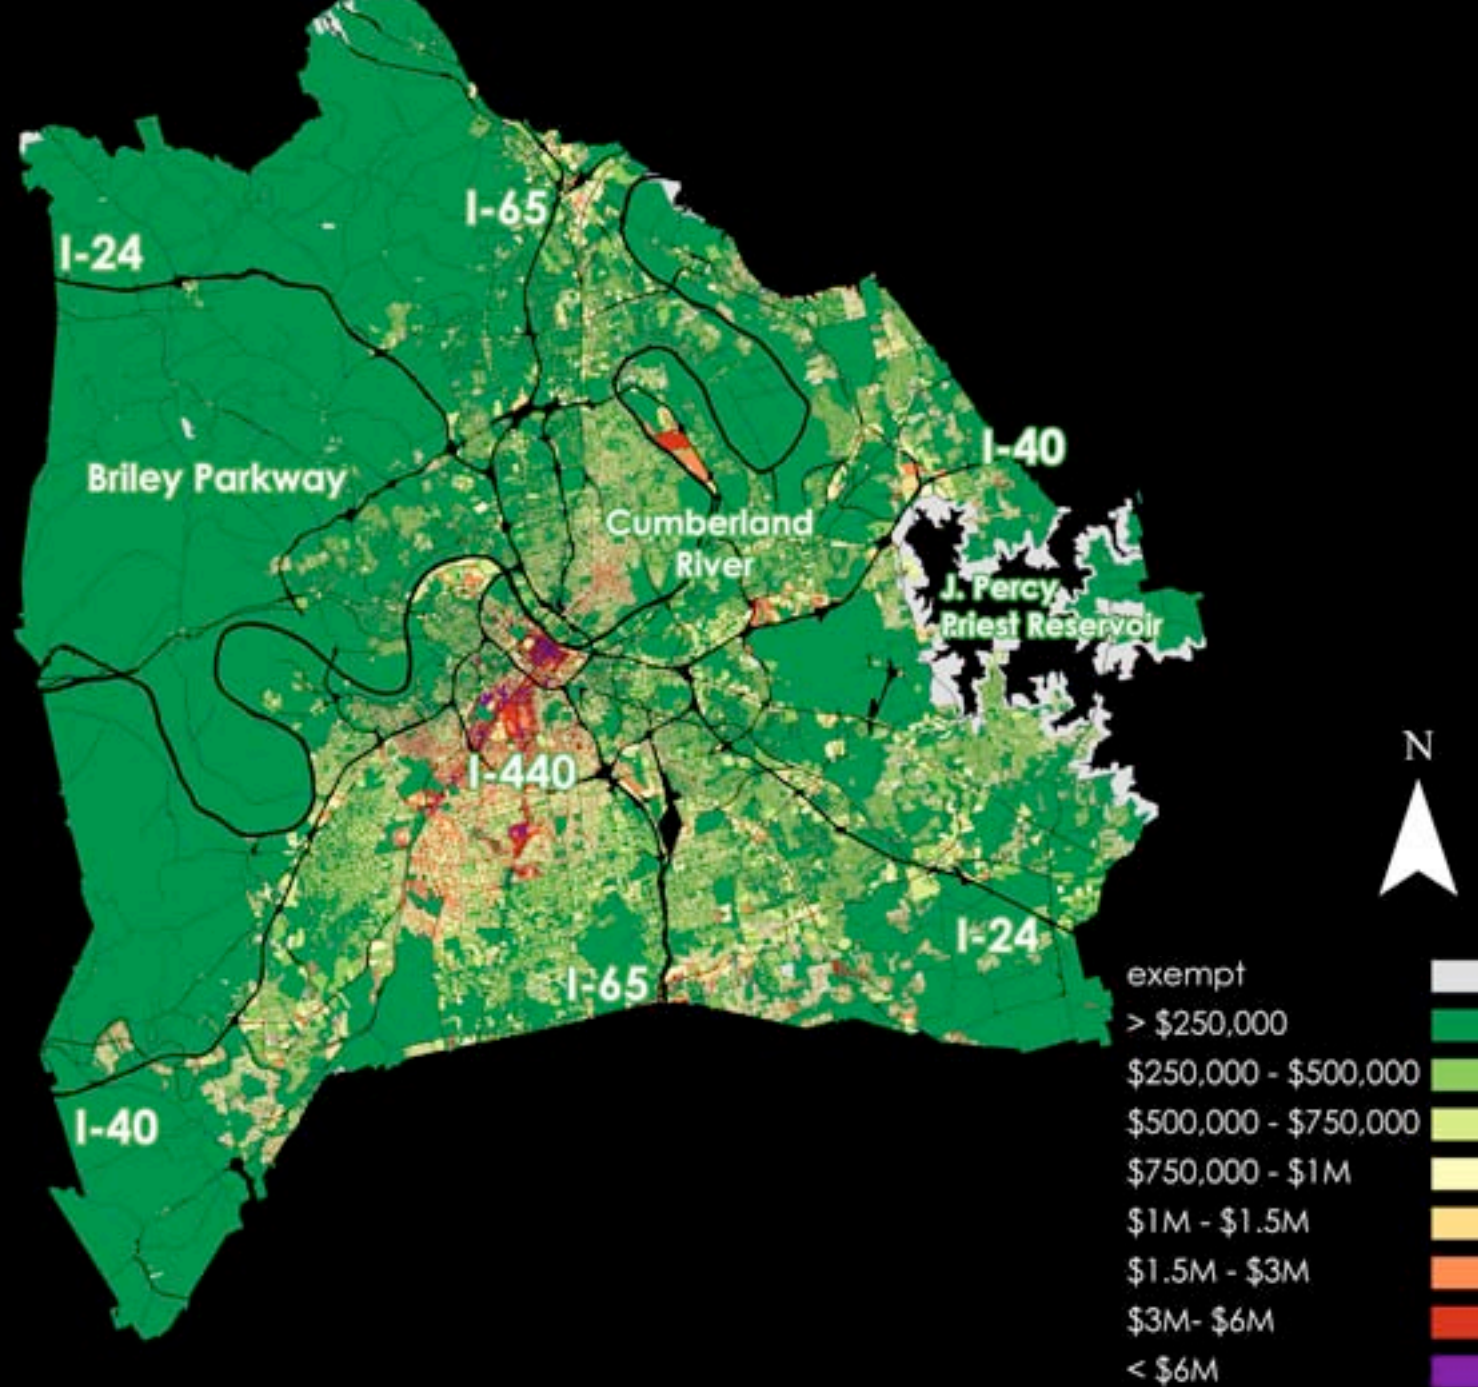 I-65
I-24
I-40
Briley Parkway
Cumberland
River
J. Percy
Priest Reservoir
I-440
N
I-24
I-65
I-40
exempt
> $250,000
$250,000 - $500,000
$500,000 - $750,000
$750,000 - $1M
$1M - $1.5M
$1.5M - $3M
$3M- $6M
< $6M